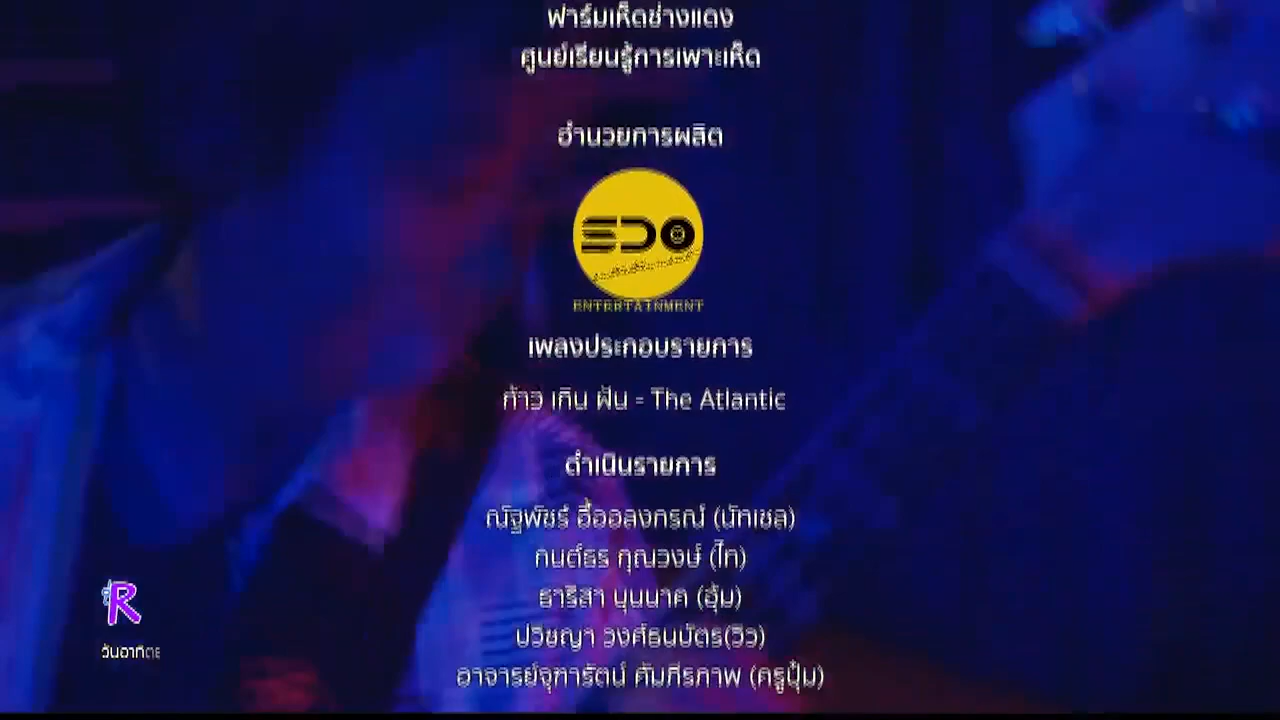 ฟาร์มเห็ดช่างแดง
ศูนย์เรียนรู้การเพาะเห็ด
อำนวยการผลิต
SDO
ENTERTAINMENT
เพลงประกอบรายการ
ก้าว เกิน ฝัน - The Atlantic
ดำเนินรายการ
ณัฐพัชร์ อื้ออลงกรณ์ (นัทเชล)
กนต์ธร กุณวงษ์ (ไท)
ธาริสา บุนนาค (อุ้ม)
ปวิชญา วงศ์ธนบัตร(วิว)
อาจารย์จุฑารัตน์ คัมภีรภาพ (ครูปุ้ม)
R
วันอาทิตย์